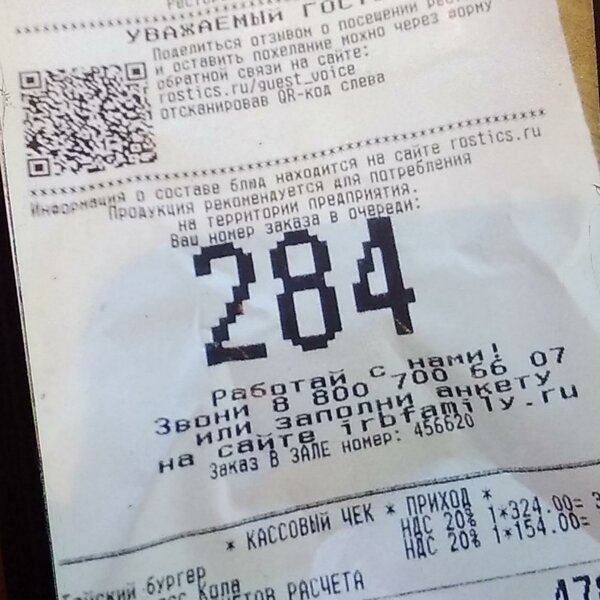 УВАЖАЕМЫЙ
Поделиться отзывом о посещении
и оставить пожелание можно через форму
обратной связи на сайте:
rostics.ru/guest_voice
отсканировав QR-код слева
Информация о составе блюд находится на сайте rostics.ru
Продукция рекомендуется для потребления
на территории предприятия.
Ваш номер заказа в очереди:
284
Работай с нами!
Звони 8 800 700 66 07
или заполни анкету
на сайте irbfamily.ru
Заказ В ЗАЛЕ номер: 456620
* КАССОВЫЙ ЧЕК * ПРИХОД *
НДС 20% 1*324.00=
НДС 20% 1*154.00=
бургер
Кола
РАСЧЕТА